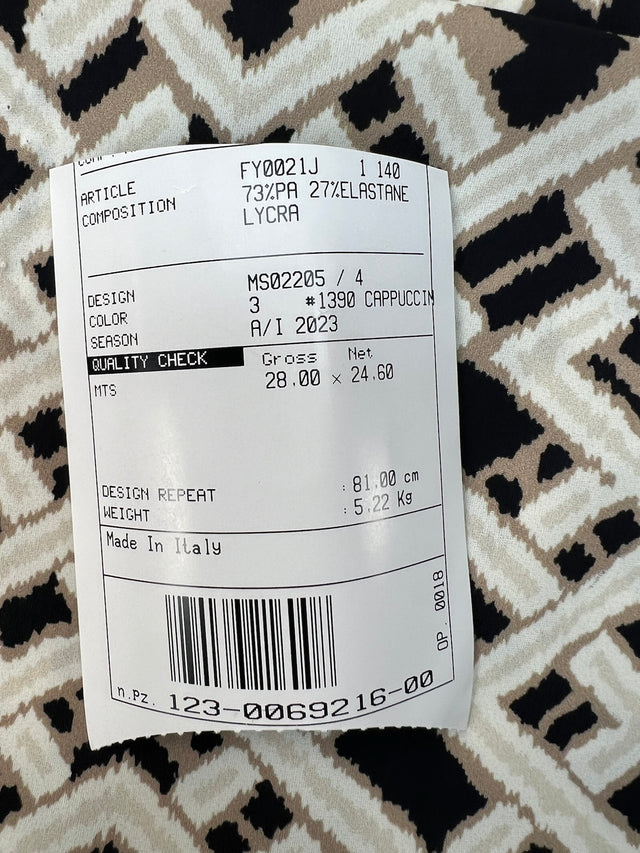 ARTICLE FY0021J 1 140
COMPOSITION 73%PA 27%ELASTANE
LYCRA
DESIGN MS02205 / 4
COLOR 3 #1390 CAPPUCCIN
SEASON A/I 2023
QUALITY CHECK Gross Net
MTS 28.00 x 24.60
DESIGN REPEAT : 81.00 cm
WEIGHT : 5.22 Kg
Made In Italy
OP. 0018
n.Pz. 123-0069216-00